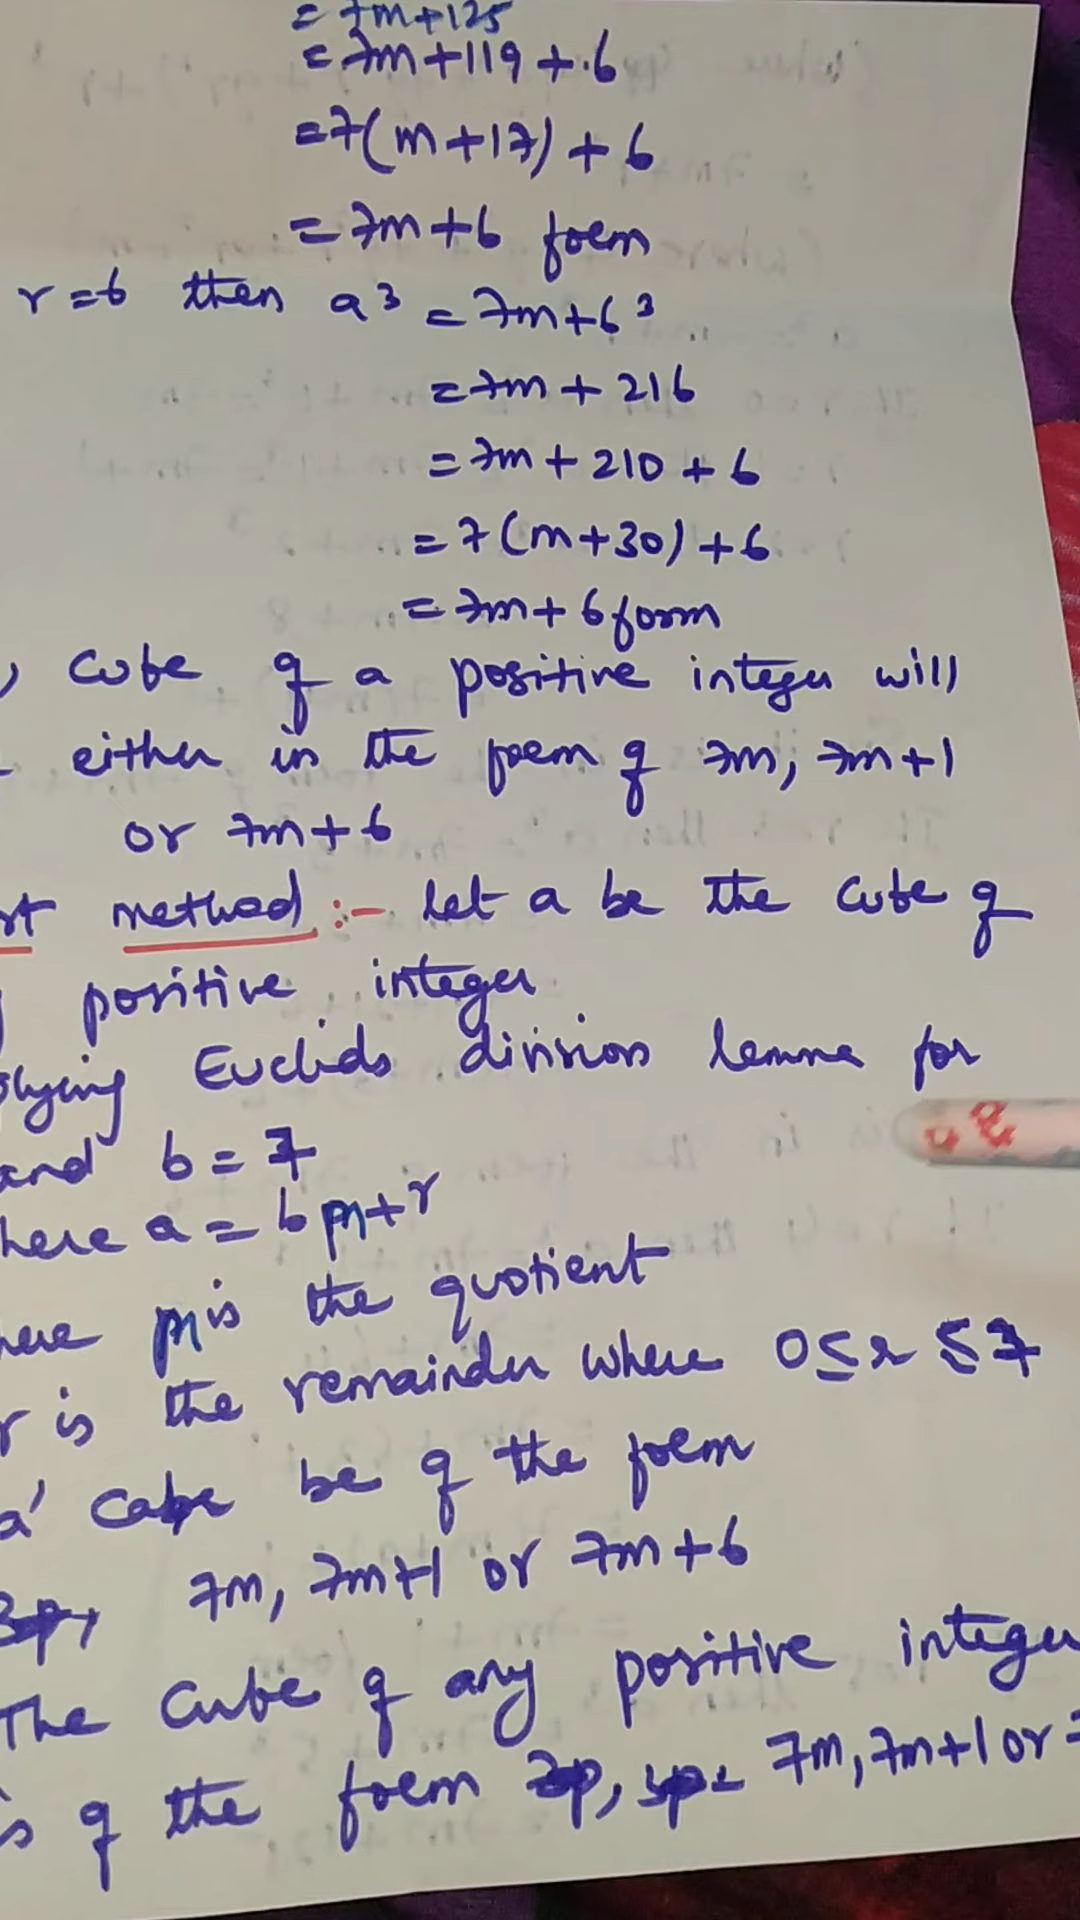 = 7m+125
= 7m+119+6
=7(m+17)+6
= 7m+6 form
r=6 then a³ = 7m+6³
= 7m + 216
= 7m + 210 + 6
= 7(m+30)+6
= 7m+6 form
, cube of a positive integer will
either in the form of 7m, 7m+1
or 7m+6
method :- Let a be the cube of
positive integer
Euclids division lemma for
and b = 7
here a = bm+r
m is the quotient
r is the remainder where 0≤r≤7
be of the form
7m, 7m+1 or 7m+6
The cube of any positive integer
of the form 7m, 7m+1 or